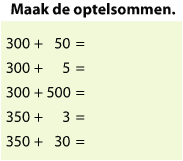 Maak de optelsommen.
300 + 50 =
300 + 5 =
300 + 500 =
350 + 3 =
350 + 30 =